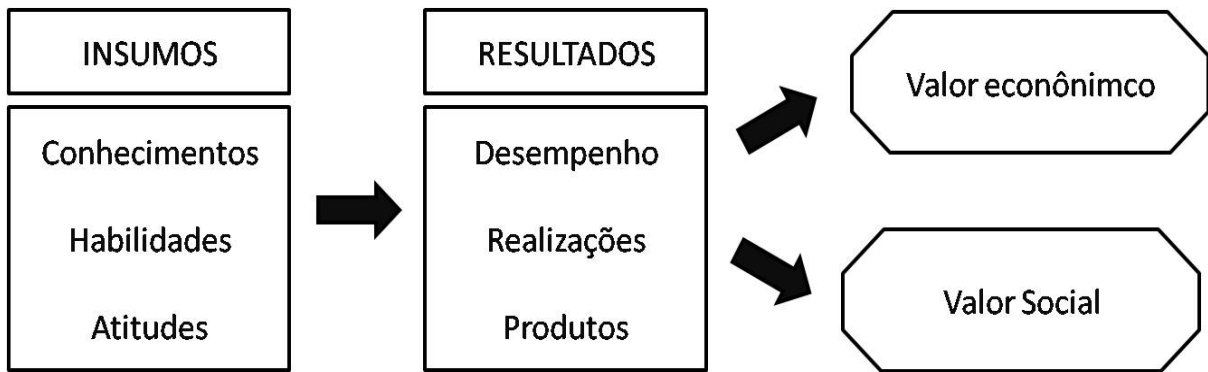 INSUMOS
Conhecimentos
Habilidades
Atitudes
RESULTADOS
Desempenho
Realizações
Produtos
Valor econônimco
Valor Social